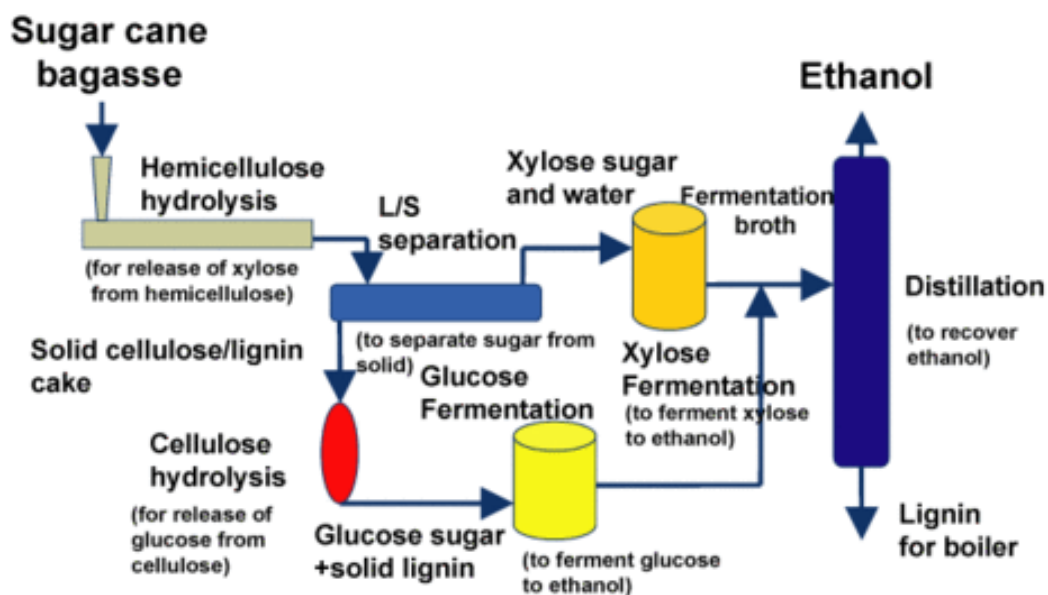 Sugar cane
bagasse
Ethanol
Hemicellulose
hydrolysis
(for release of xylose
from hemicellulose)
L/S
separation
(to separate sugar from
solid)
Xylose sugar
and water
Fermentation
broth
Xylose
Fermentation
(to ferment xylose
to ethanol)
Distillation
(to recover
ethanol)
Solid cellulose/lignin
cake
Glucose
Fermentation
Cellulose
hydrolysis
(for release of
glucose from
cellulose)
Glucose sugar
+solid lignin
(to ferment glucose
to ethanol)
Lignin
for boiler